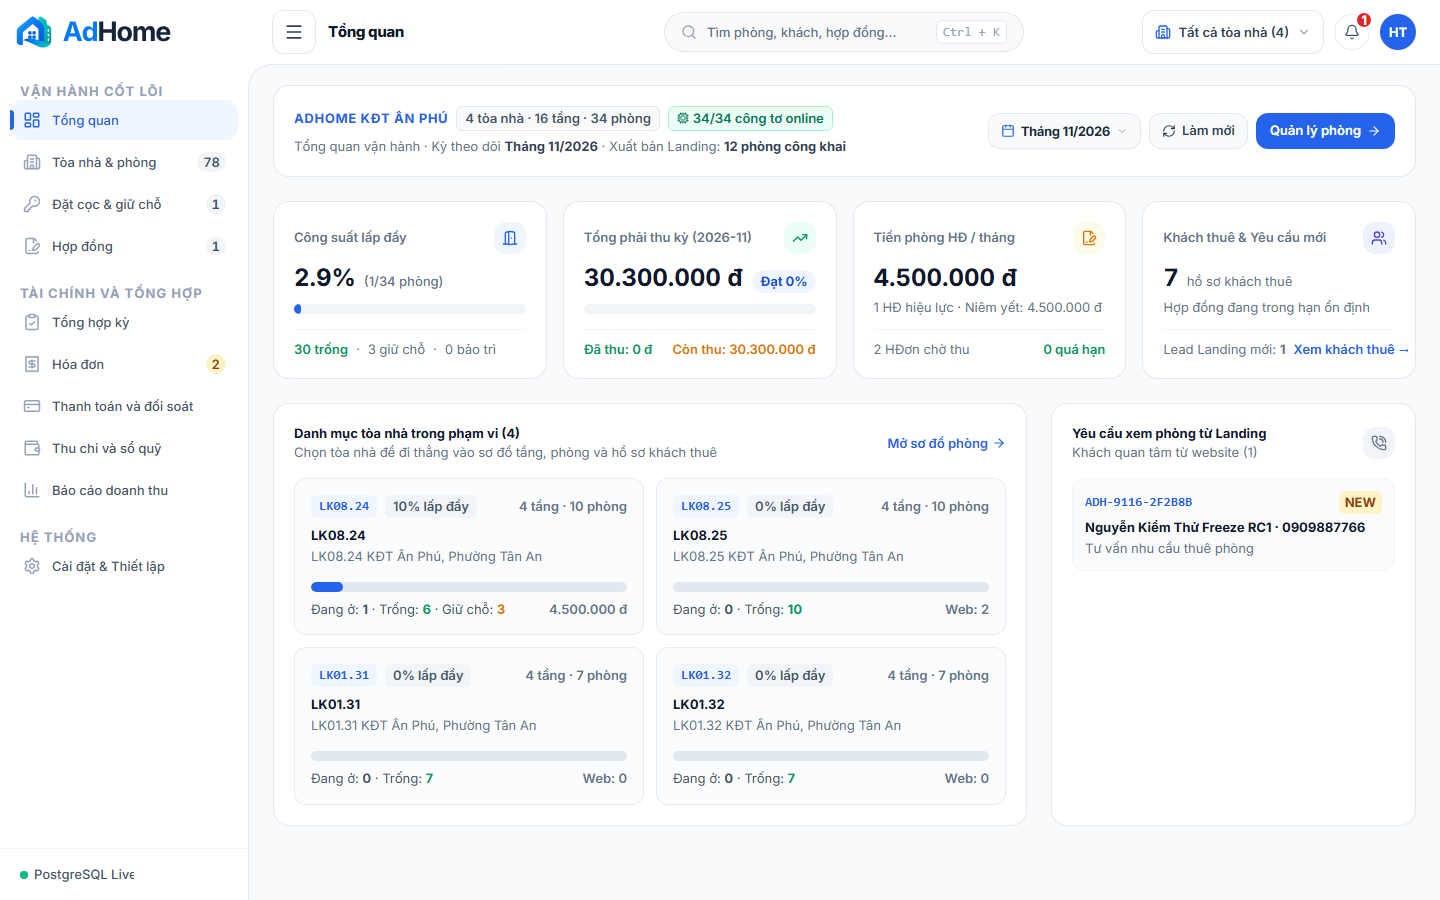 AdHome
Tổng quan
Tìm phòng, khách, hợp đồng...
Ctrl + K
Tất cả tòa nhà (4)
1
HT
VẬN HÀNH CỐT LÕI
Tổng quan
Tòa nhà & phòng 78
Đặt cọc & giữ chỗ 1
Hợp đồng 1
TÀI CHÍNH VÀ TỔNG HỢP
Tổng hợp kỳ
Hóa đơn 2
Thanh toán và đối soát
Thu chi và sổ quỹ
Báo cáo doanh thu
HỆ THỐNG
Cài đặt & Thiết lập
PostgreSQL Live
ADHOME KĐT ÂN PHÚ 4 tòa nhà · 16 tầng · 34 phòng 34/34 công tơ online
Tổng quan vận hành · Kỳ theo dõi Tháng 11/2026 · Xuất bản Landing: 12 phòng công khai
Tháng 11/2026
Làm mới
Quản lý phòng →
Công suất lấp đầy
2.9% (1/34 phòng)
30 trống · 3 giữ chỗ · 0 bảo trì
Tổng phải thu kỳ (2026-11)
30.300.000 đ Đạt 0%
Đã thu: 0 đ Còn thu: 30.300.000 đ
Tiền phòng HĐ / tháng
4.500.000 đ
1 HĐ hiệu lực · Niêm yết: 4.500.000 đ
2 HĐơn chờ thu 0 quá hạn
Khách thuê & Yêu cầu mới
7 hồ sơ khách thuê
Hợp đồng đang trong hạn ổn định
Lead Landing mới: 1 Xem khách thuê →
Danh mục tòa nhà trong phạm vi (4)
Chọn tòa nhà để đi thẳng vào sơ đồ tầng, phòng và hồ sơ khách thuê
Mở sơ đồ phòng →
LK08.24 10% lấp đầy 4 tầng · 10 phòng
LK08.24
LK08.24 KĐT Ân Phú, Phường Tân An
Đang ở: 1 · Trống: 6 · Giữ chỗ: 3 4.500.000 đ
LK08.25 0% lấp đầy 4 tầng · 10 phòng
LK08.25
LK08.25 KĐT Ân Phú, Phường Tân An
Đang ở: 0 · Trống: 10 Web: 2
LK01.31 0% lấp đầy 4 tầng · 7 phòng
LK01.31
LK01.31 KĐT Ân Phú, Phường Tân An
Đang ở: 0 · Trống: 7 Web: 0
LK01.32 0% lấp đầy 4 tầng · 7 phòng
LK01.32
LK01.32 KĐT Ân Phú, Phường Tân An
Đang ở: 0 · Trống: 7 Web: 0
Yêu cầu xem phòng từ Landing
Khách quan tâm từ website (1)
ADH-9116-2F2B8B NEW
Nguyễn Kiểm Thử Freeze RC1 · 0909887766
Tư vấn nhu cầu thuê phòng